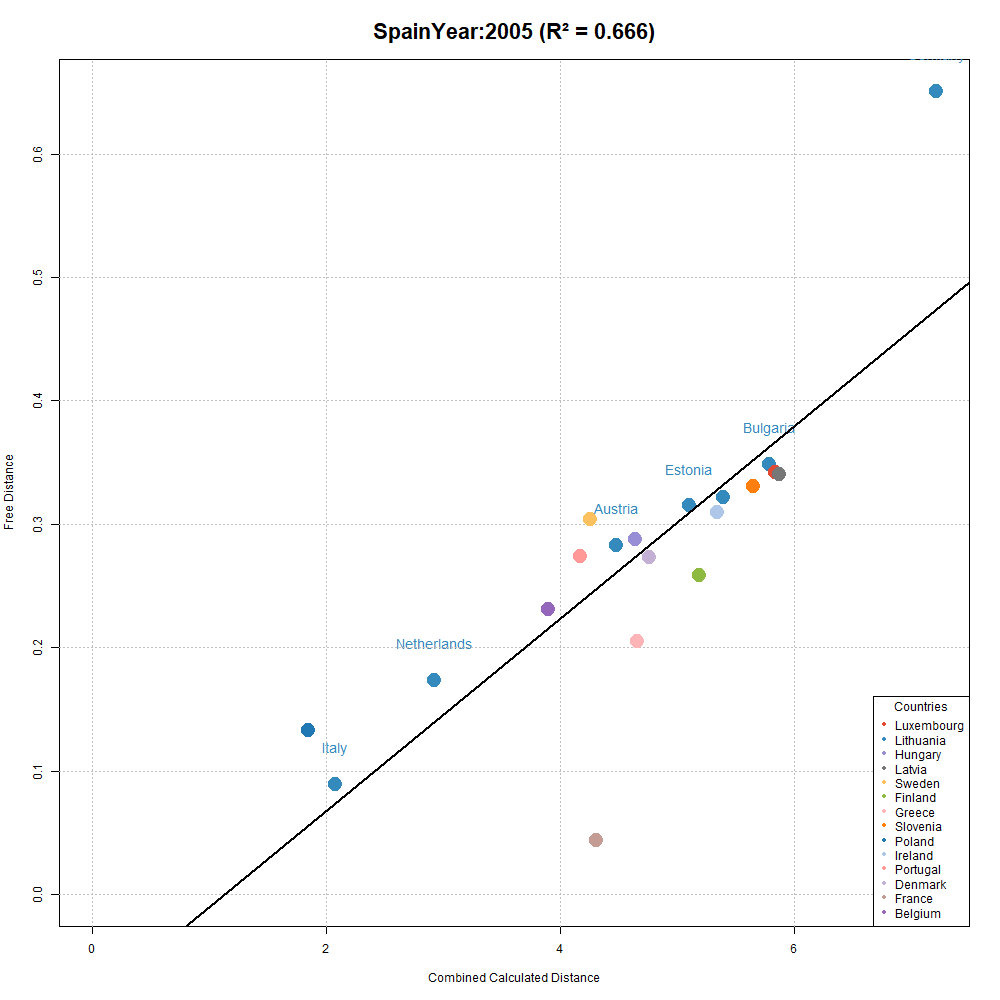 SpainYear:2005 (R² = 0.666)
Free Distance
0.6
0.5
0.4
0.3
0.2
0.1
0.0
Bulgaria
Estonia
Austria
Netherlands
Italy
Countries
Luxembourg
Lithuania
Hungary
Latvia
Sweden
Finland
Greece
Slovenia
Poland
Ireland
Portugal
Denmark
France
Belgium
0 2 4 6
Combined Calculated Distance